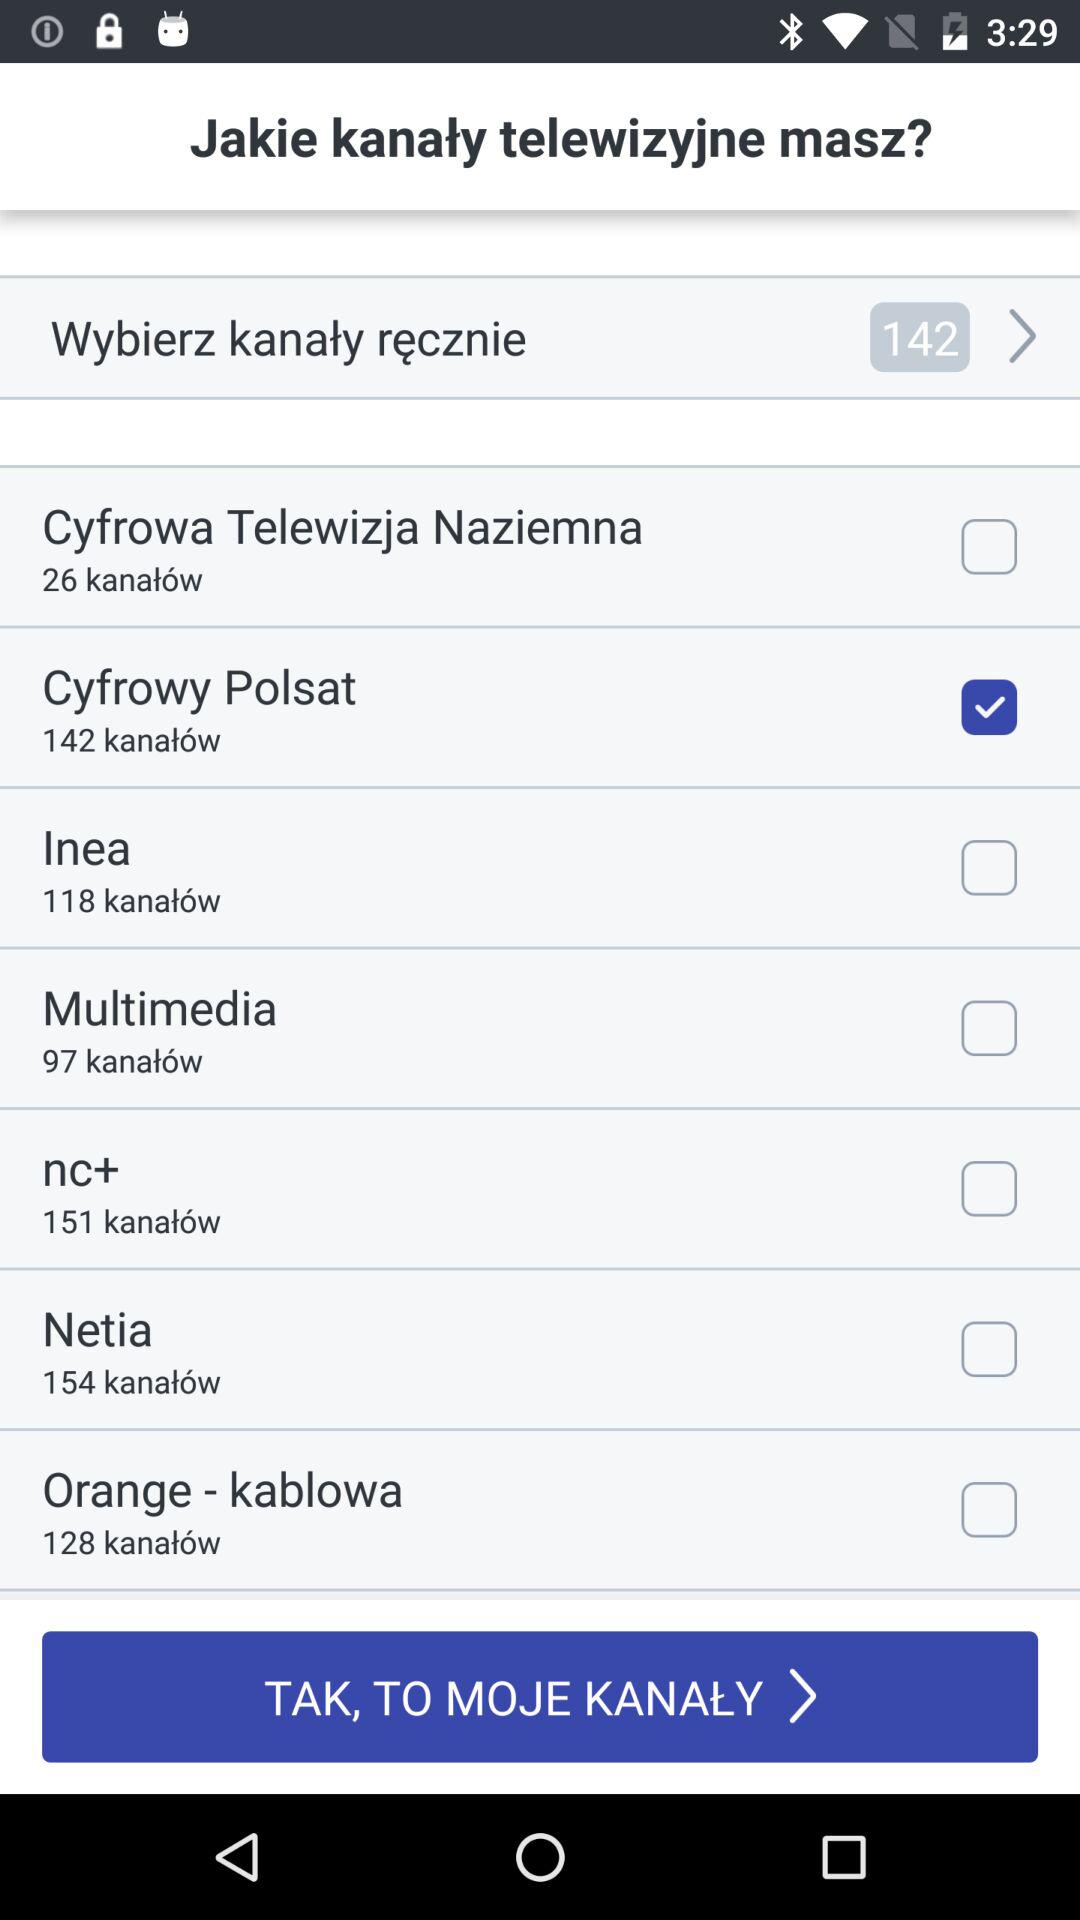 3:29
Jakie kanały telewizyjne masz?
Wybierz kanały ręcznie 142
Cyfrowa Telewizja Naziemna
26 kanałów
Cyfrowy Polsat
142 kanałów
Inea
118 kanałów
Multimedia
97 kanałów
nc+
151 kanałów
Netia
154 kanałów
Orange - kablowa
128 kanałów
TAK, TO MOJE KANAŁY